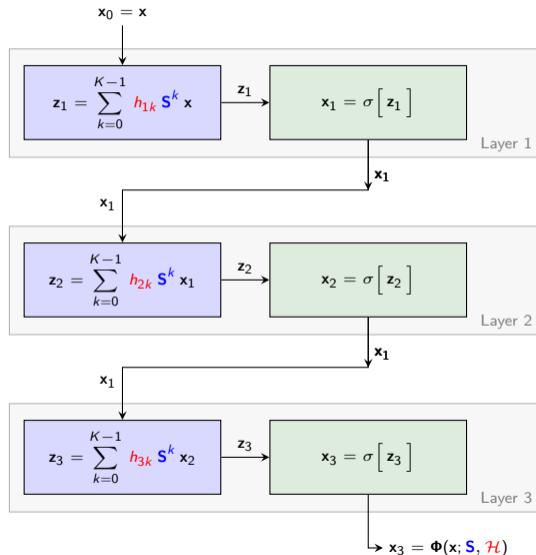 x₀ = x
z₁ = ∑_{k=0}^{K−1} h₁ₖ Sᵏ x
z₁
x₁ = σ[ z₁ ]
Layer 1
x₁
x₁
z₂ = ∑_{k=0}^{K−1} h₂ₖ Sᵏ x₁
z₂
x₂ = σ[ z₂ ]
Layer 2
x₁
x₁
z₃ = ∑_{k=0}^{K−1} h₃ₖ Sᵏ x₂
z₃
x₃ = σ[ z₃ ]
Layer 3
x₃ = Φ(x; S, ℋ)